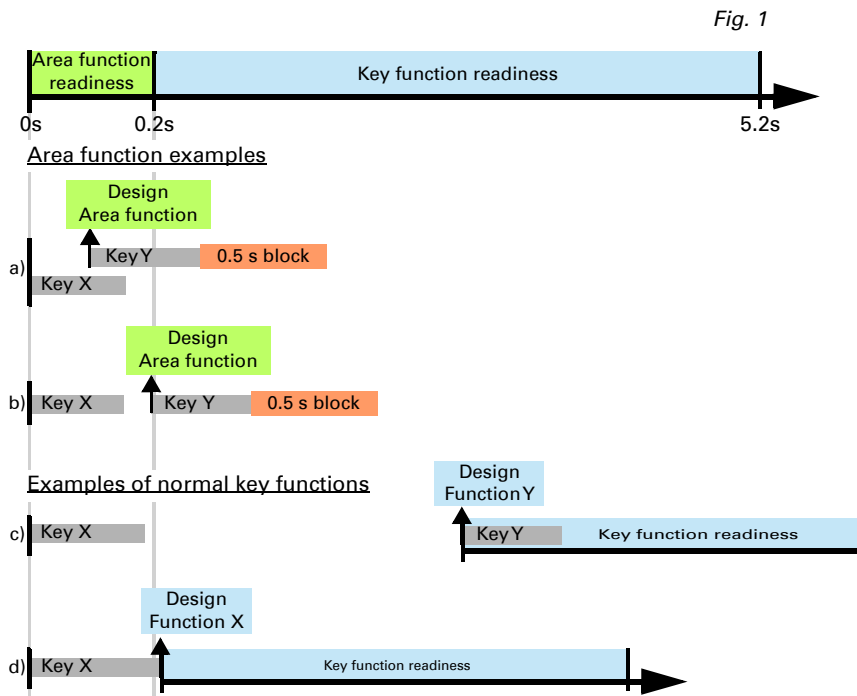 Fig. 1
Area function
readiness
Key function readiness
0s
0.2s
5.2s
Area function examples
Design
Area function
a)
Key Y
0.5 s block
Key X
Design
Area function
b)
Key X
Key Y
0.5 s block
Examples of normal key functions
Design
Function Y
c)
Key X
Key Y
Key function readiness
Design
Function X
d)
Key X
Key function readiness